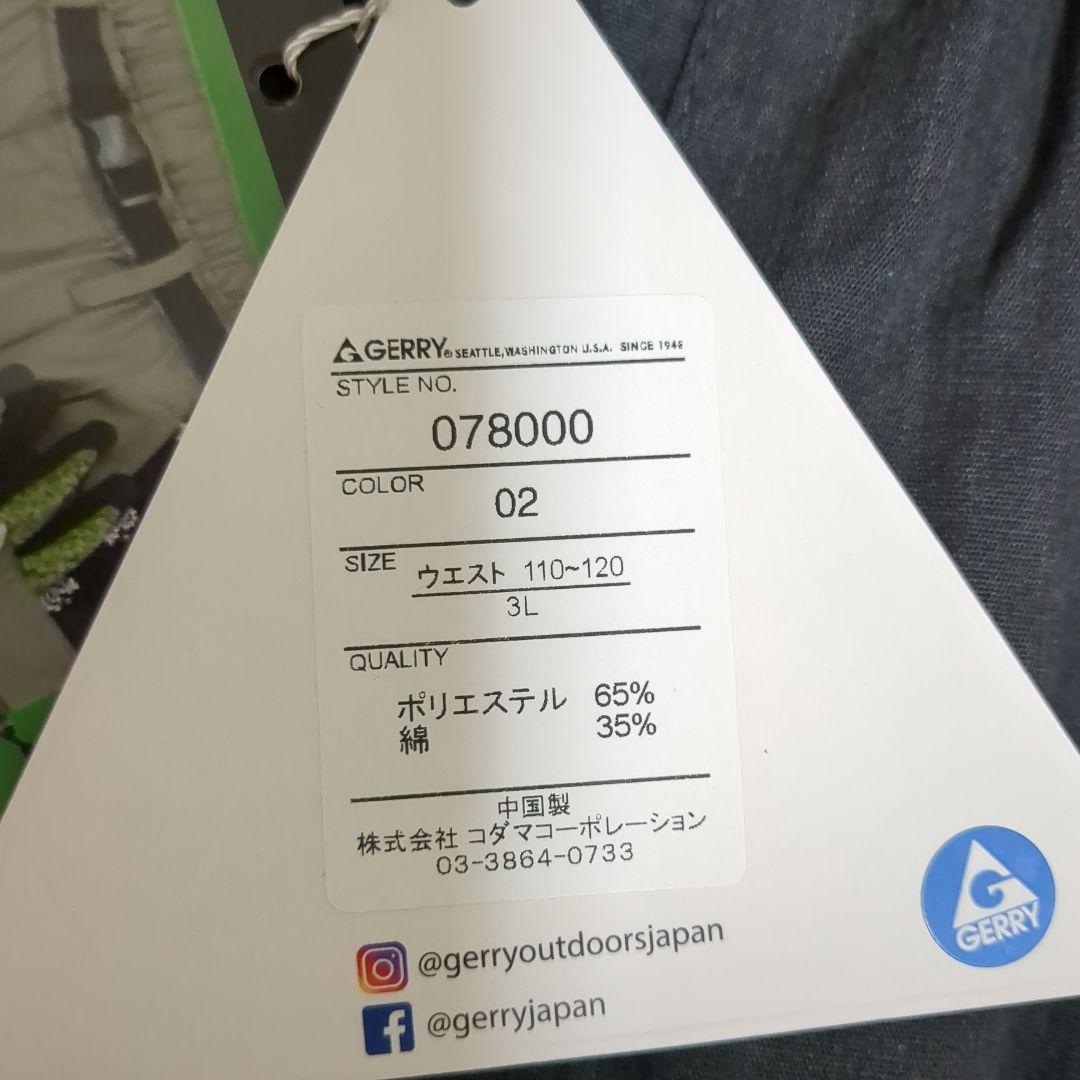 GERRY® SEATTLE, WASHINGTON U.S.A. SINCE 1948
STYLE NO.
078000
COLOR
02
SIZE
ウエスト 110~120
3L
QUALITY
ポリエステル 65%
綿 35%
中国製
株式会社 コダマコーポレーション
03-3864-0733
@gerryoutdoorsjapan
@gerryjapan
G
GERRY